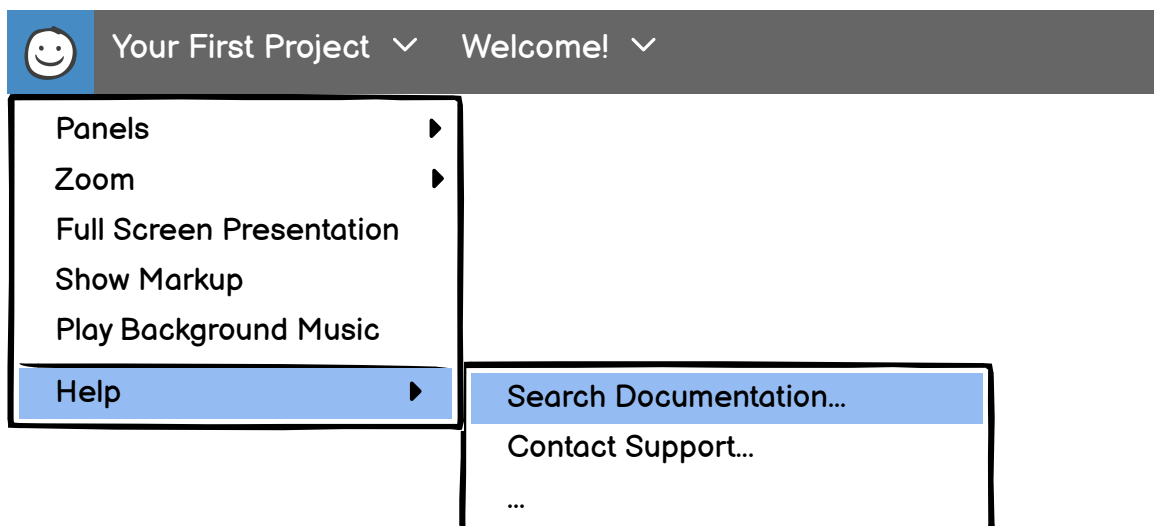 Your First Project Welcome!
Panels
Zoom
Full Screen Presentation
Show Markup
Play Background Music
Help
Search Documentation...
Contact Support...
...